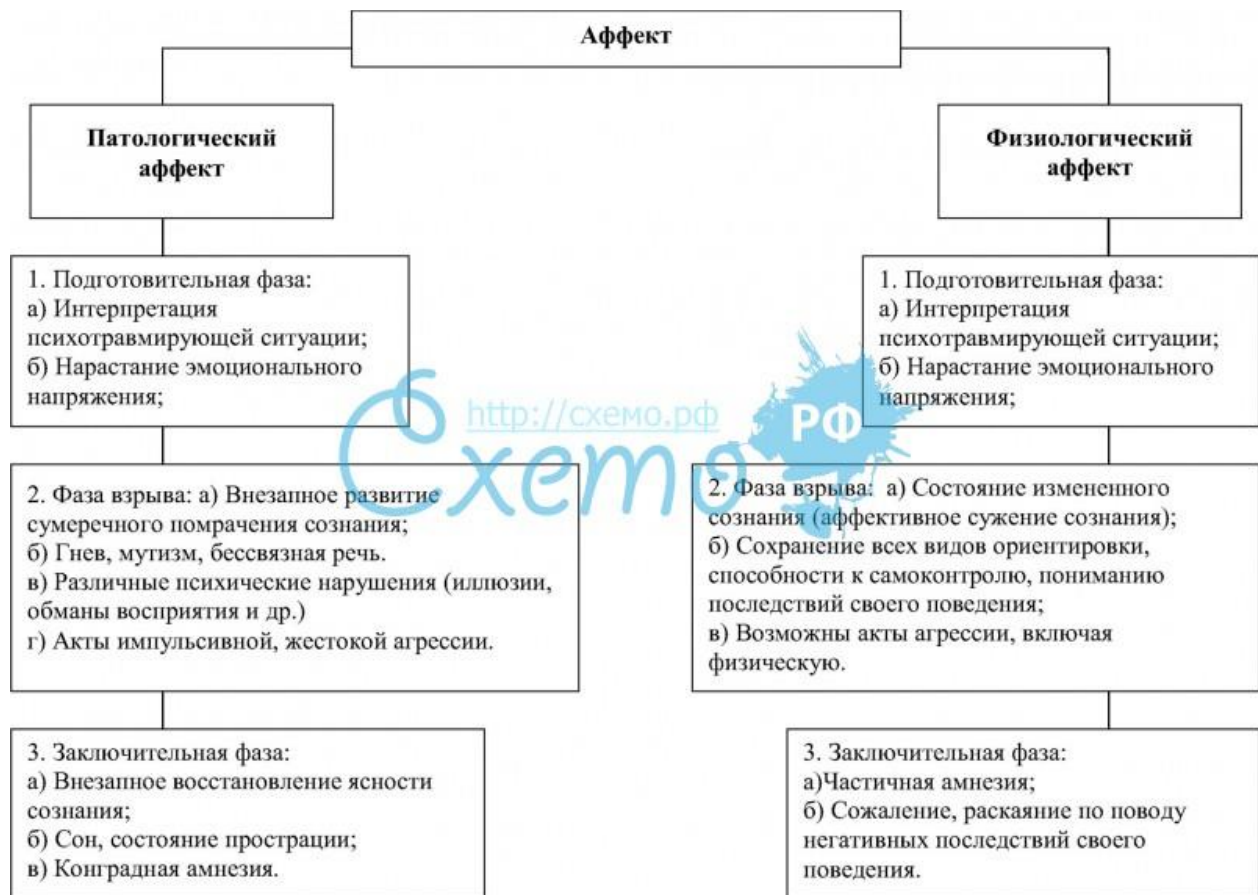 Аффект
Патологический
аффект
Физиологический
аффект
1. Подготовительная фаза:
а) Интерпретация
психотравмирующей ситуации;
б) Нарастание эмоционального
напряжения;
1. Подготовительная фаза:
а) Интерпретация
психотравмирующей ситуации;
б) Нарастание эмоционального
напряжения;
http://схемо.рф
Схемо
РФ
2. Фаза взрыва: а) Внезапное развитие
сумеречного помрачения сознания;
б) Гнев, мутизм, бессвязная речь.
в) Различные психические нарушения (иллюзии,
обманы восприятия и др.)
г) Акты импульсивной, жестокой агрессии.
2. Фаза взрыва: а) Состояние измененного
сознания (аффективное сужение сознания);
б) Сохранение всех видов ориентировки,
способности к самоконтролю, пониманию
последствий своего поведения;
в) Возможны акты агрессии, включая
физическую.
3. Заключительная фаза:
а) Внезапное восстановление ясности
сознания;
б) Сон, состояние прострации;
в) Конградная амнезия.
3. Заключительная фаза:
а)Частичная амнезия;
б) Сожаление, раскаяние по поводу
негативных последствий своего
поведения.